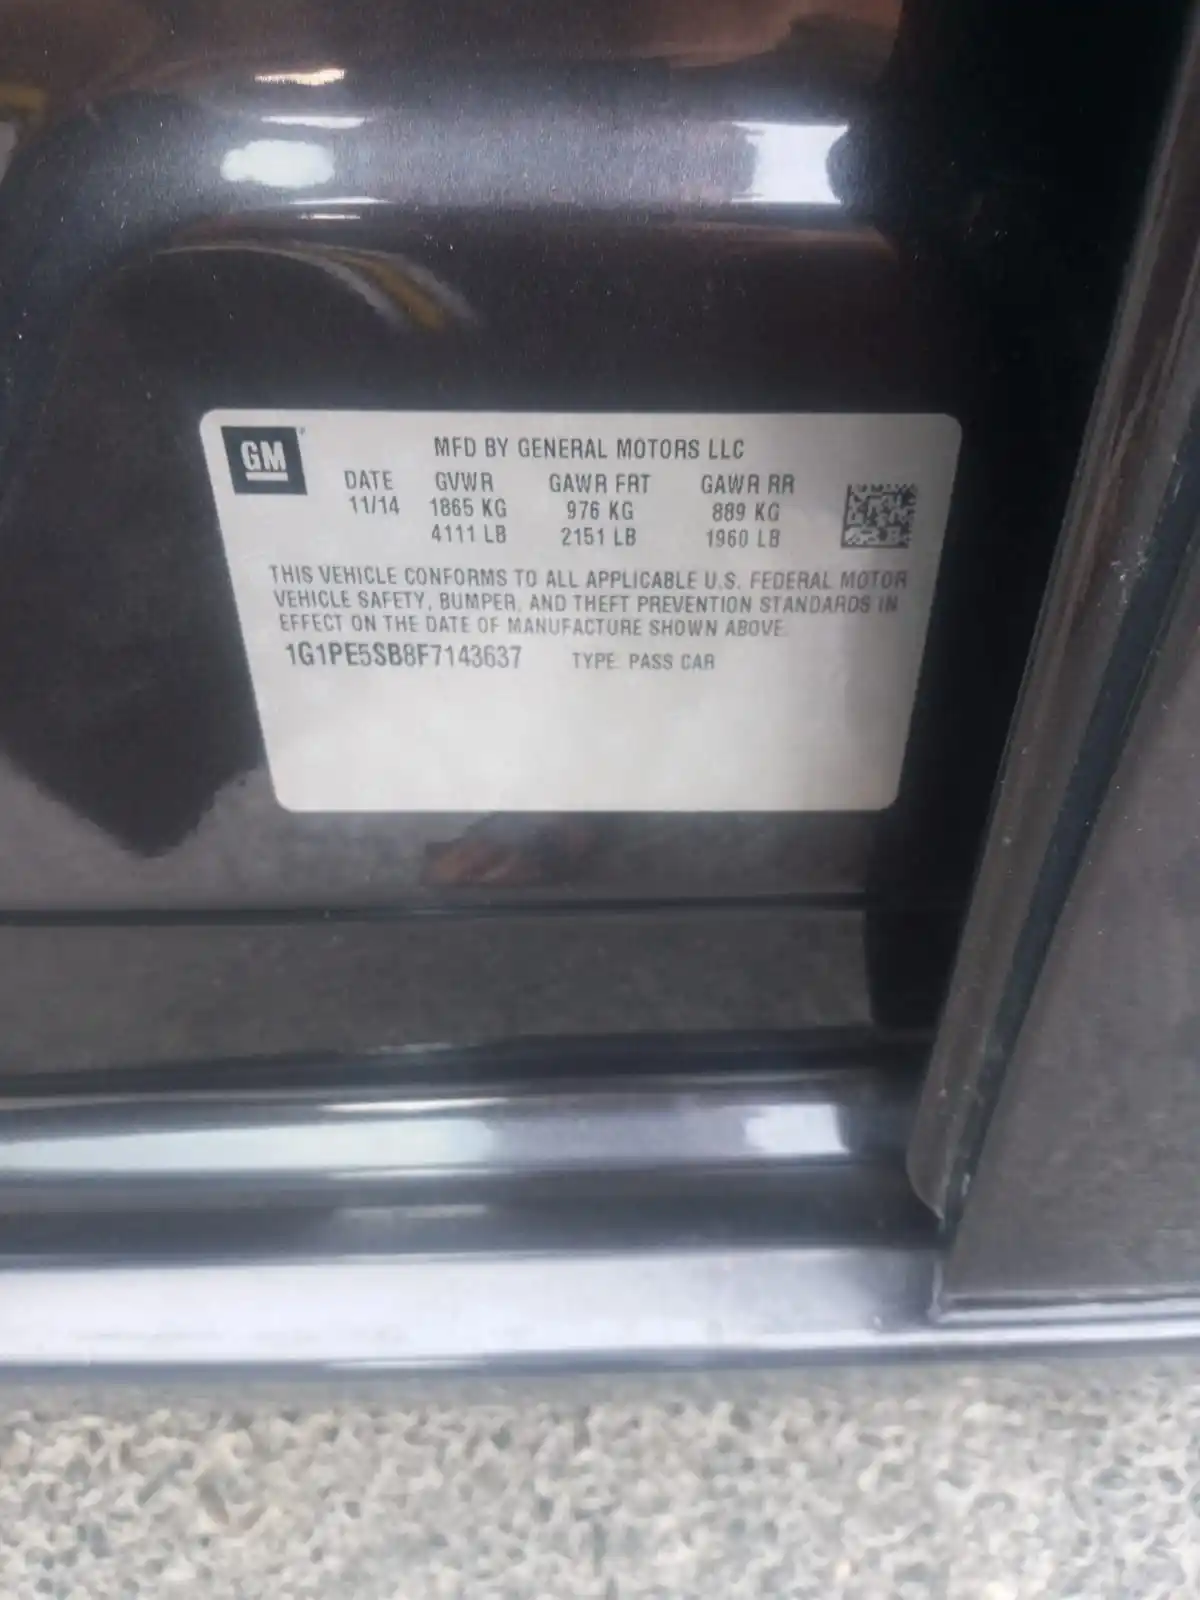 GM
MFD BY GENERAL MOTORS LLC
DATE GVWR GAWR FRT GAWR RR
11/14 1865 KG 976 KG 889 KG
4111 LB 2151 LB 1960 LB
THIS VEHICLE CONFORMS TO ALL APPLICABLE U.S. FEDERAL MOTOR
VEHICLE SAFETY, BUMPER, AND THEFT PREVENTION STANDARDS IN
EFFECT ON THE DATE OF MANUFACTURE SHOWN ABOVE.
1G1PE5SB8F7143637 TYPE: PASS CAR